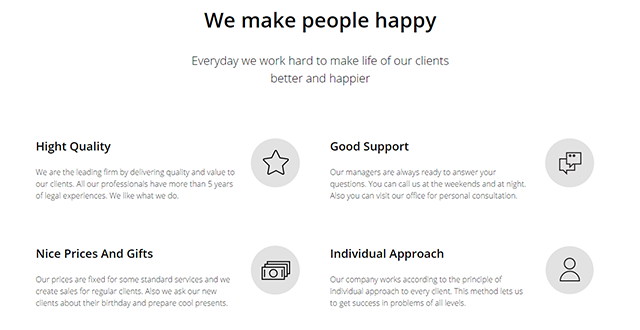 We make people happy
Everyday we work hard to make life of our clients
better and happier
Hight Quality
We are the leading firm by delivering quality and value to
our clients. All our professionals have more than 5 years
of legal experiences. We like what we do.
Good Support
Our managers are always ready to answer your
questions. You can call us at the weekends and at night.
Also you can visit our office for personal consultation.
Nice Prices And Gifts
Our prices are fixed for some standard services and we
create sales for regular clients. Also we ask our new
clients about their birthday and prepare cool presents.
Individual Approach
Our company works according to the principle of
individual approach to every client. This method lets us
to get success in problems of all levels.